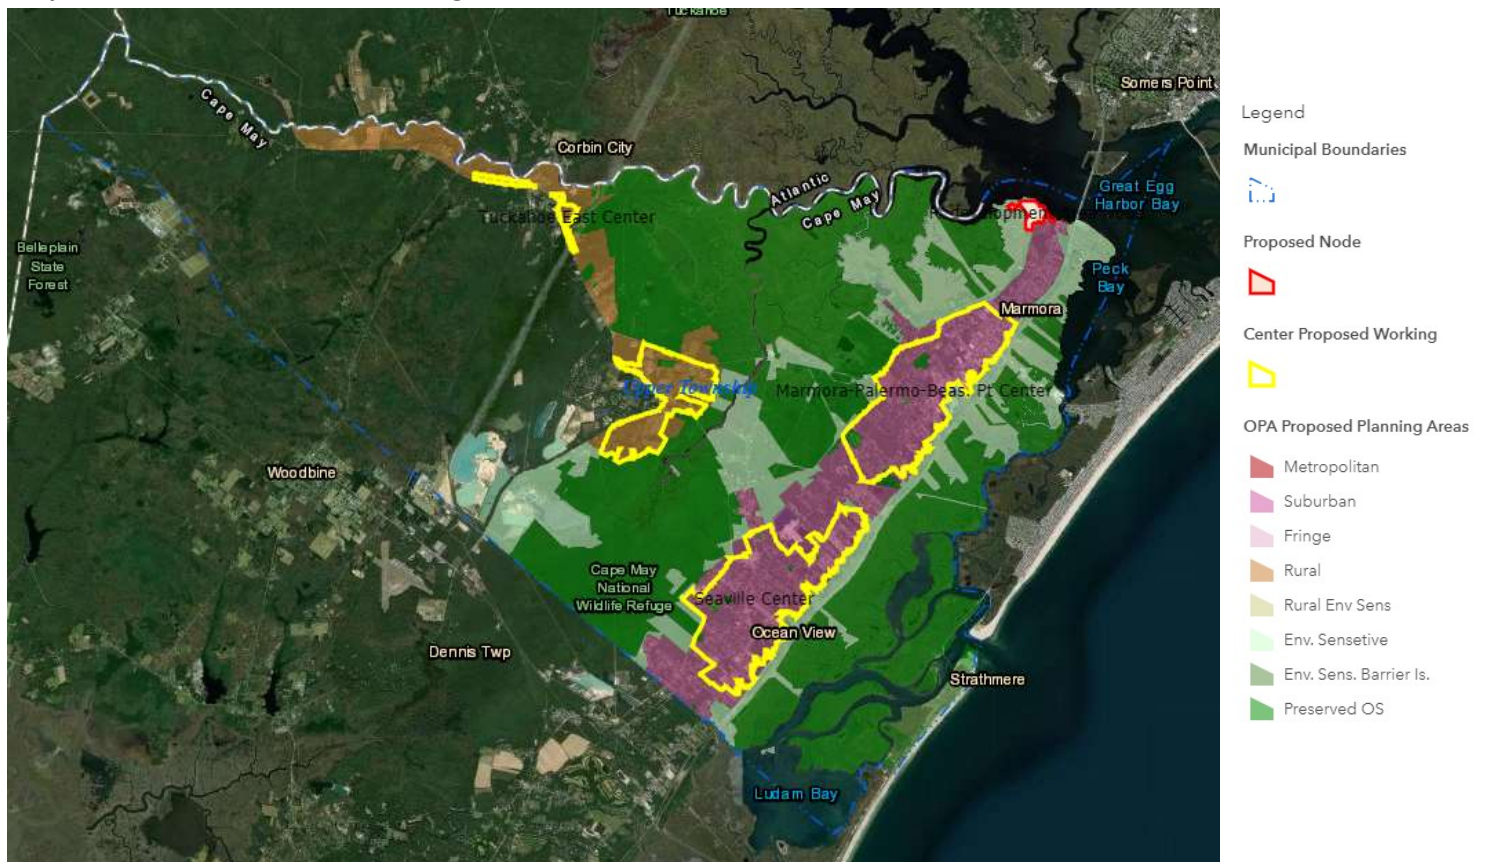 Tuckahoe
Somers Point
Cape May
Corbin City
Atlantic
Cape May
Great Egg
Harbor Bay
Tuckahoe East Center
Belleplain
State
Forest
Peck
Bay
Marmora
Upper Township
Marmora-Palermo-Beas. Pt Center
Woodbine
Cape May
National
Wildlife Refuge
Seaville Center
Ocean View
Dennis Twp
Strathmere
Ludam Bay
Legend
Municipal Boundaries
Proposed Node
Center Proposed Working
OPA Proposed Planning Areas
Metropolitan
Suburban
Fringe
Rural
Rural Env Sens
Env. Sensetive
Env. Sens. Barrier Is.
Preserved OS